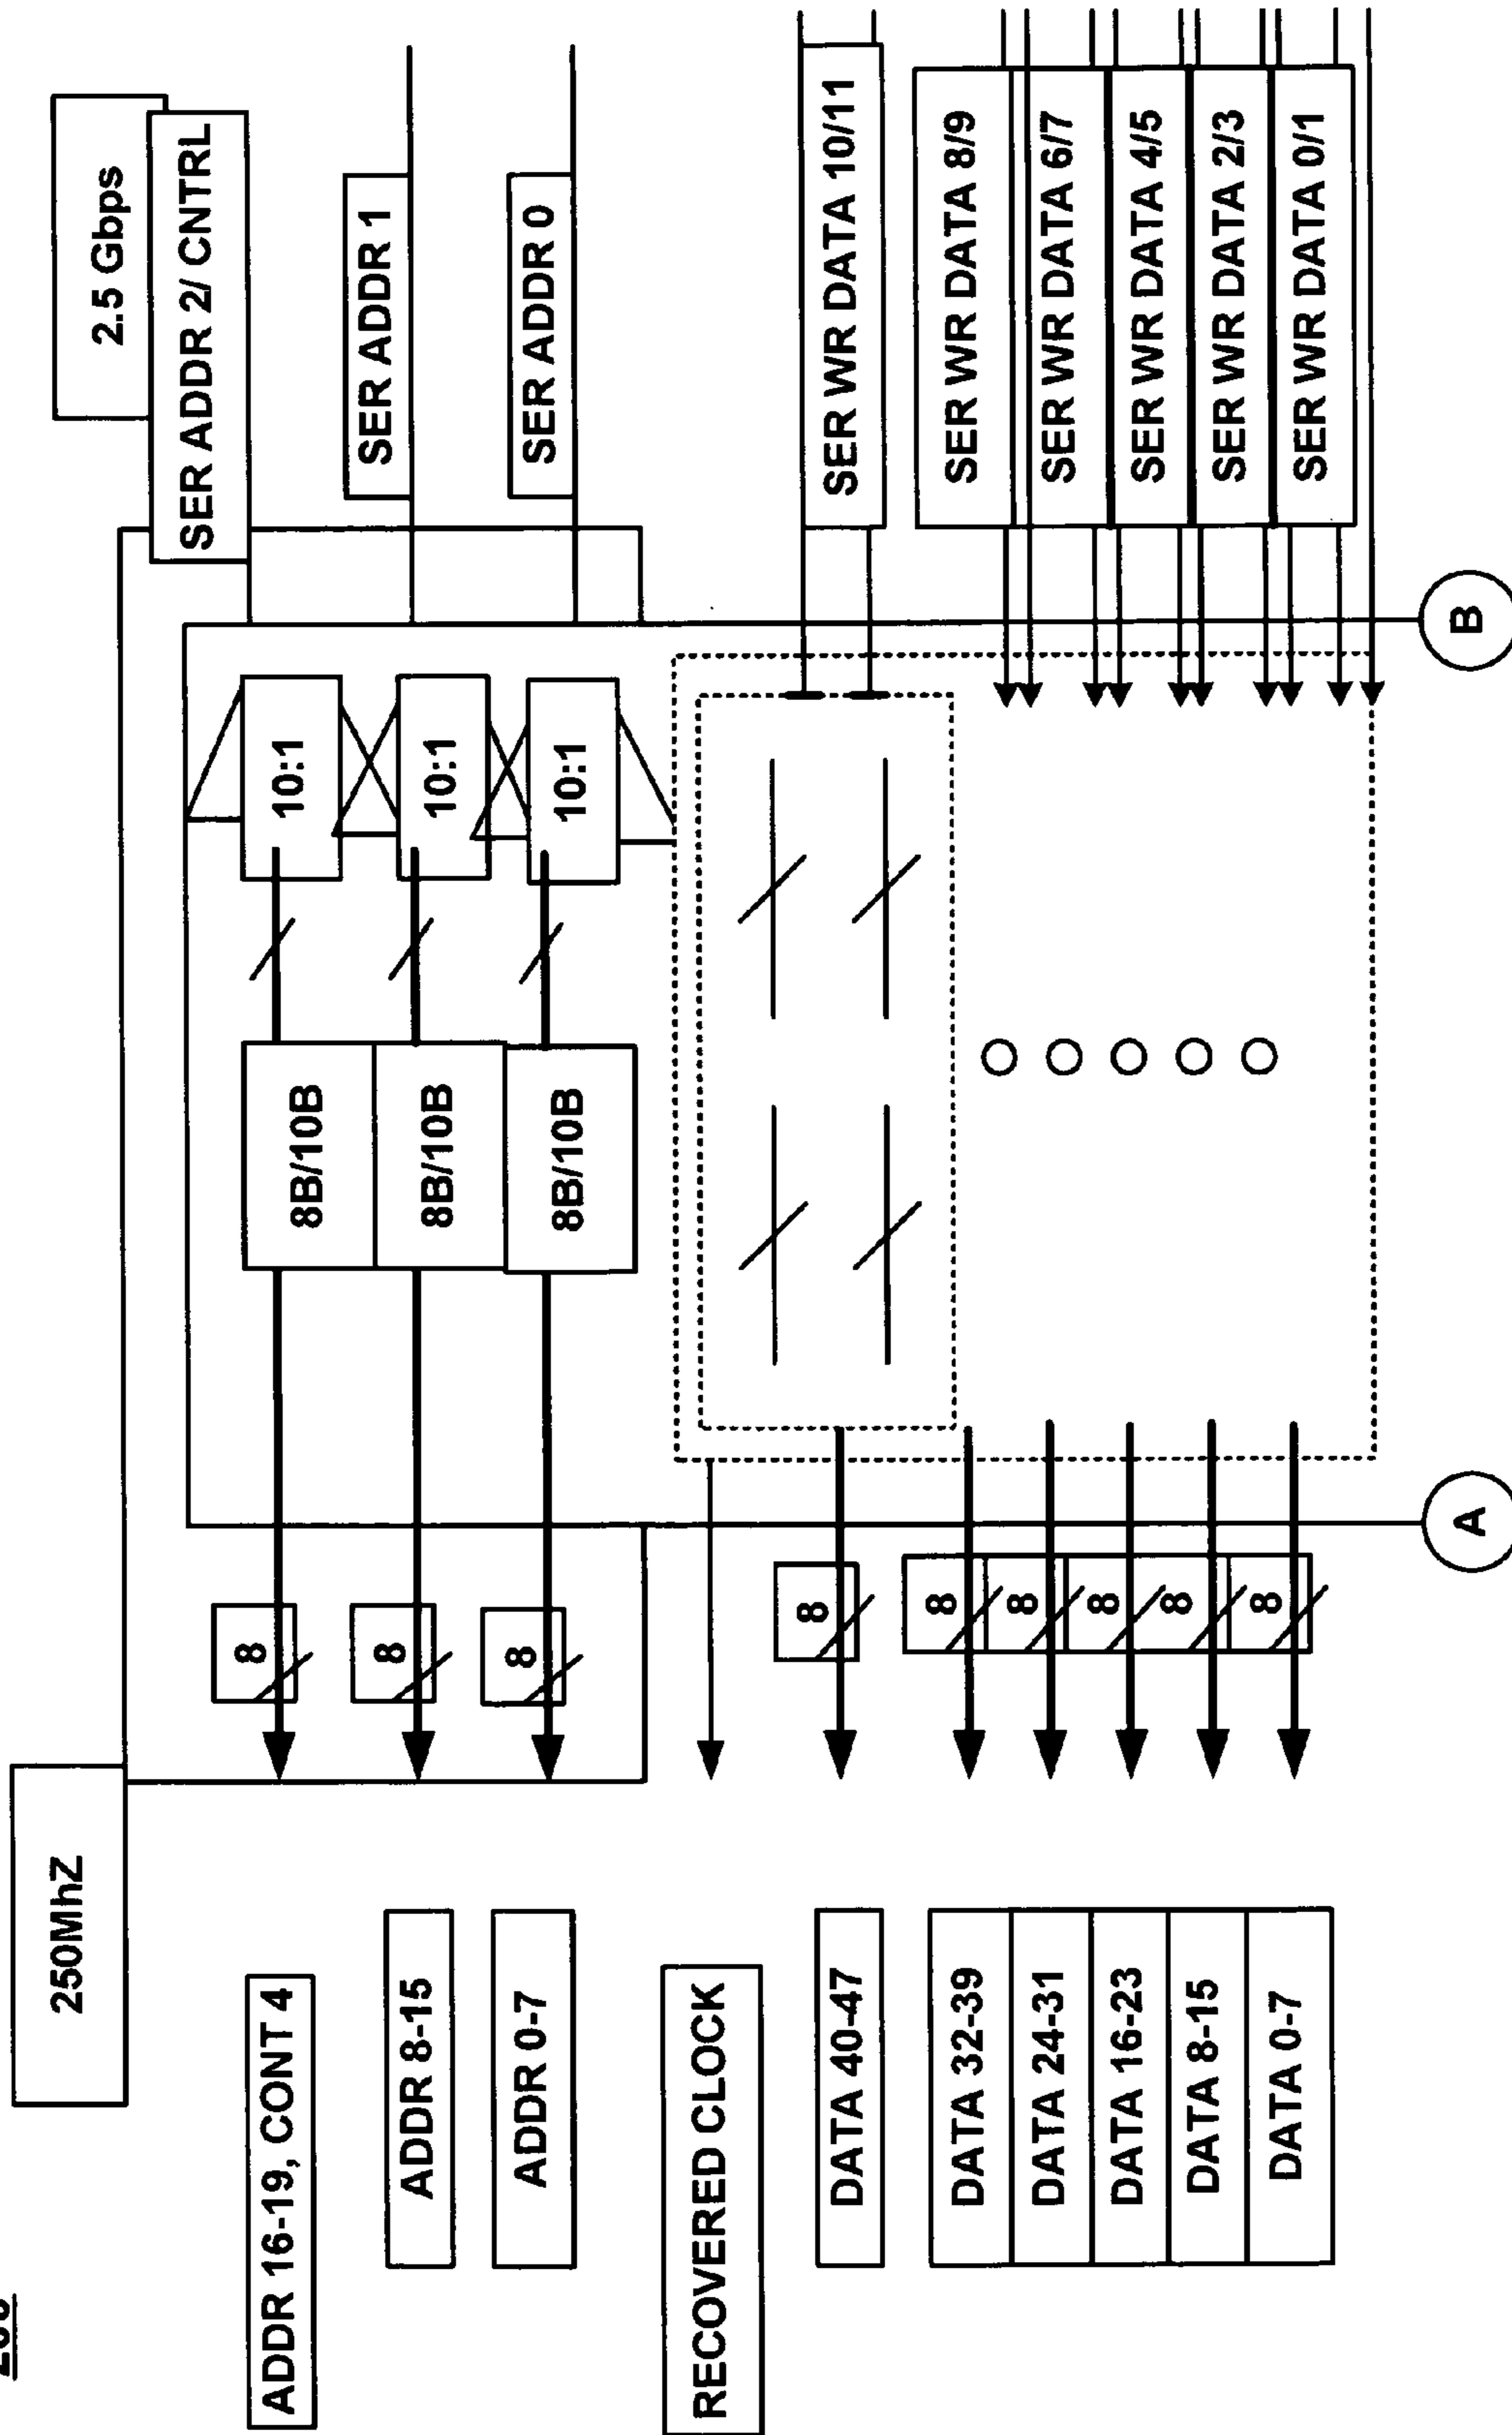 250MhZ
2.5 Gbps
SER ADDR 2/ CNTRL
ADDR 16-19, CONT 4
8
8B/10B
10:1
SER ADDR 1
ADDR 8-15
8
8B/10B
10:1
SER ADDR 0
ADDR 0-7
8
8B/10B
10:1
RECOVERED CLOCK
DATA 40-47
8
SER WR DATA 10/11
DATA 32-39
8
SER WR DATA 8/9
DATA 24-31
8
SER WR DATA 6/7
DATA 16-23
8
SER WR DATA 4/5
DATA 8-15
8
SER WR DATA 2/3
DATA 0-7
8
SER WR DATA 0/1
A
B